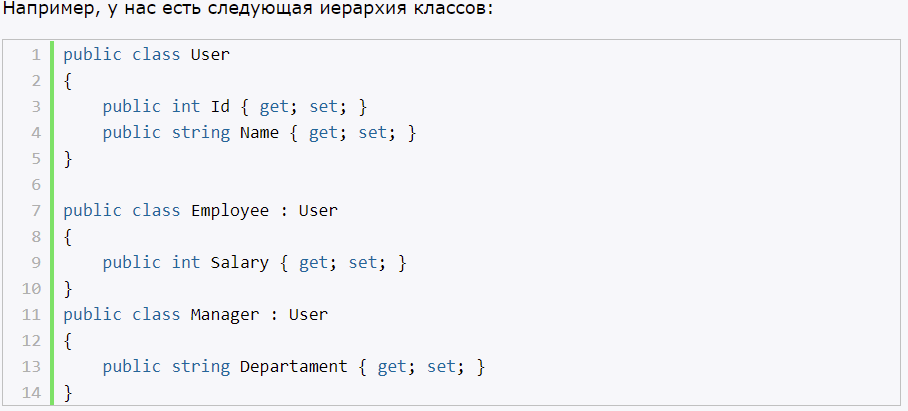 Например, у нас есть следующая иерархия классов:
1 public class User
2 {
3     public int Id { get; set; }
4     public string Name { get; set; }
5 }
6
7 public class Employee : User
8 {
9     public int Salary { get; set; }
10 }
11 public class Manager : User
12 {
13     public string Departament { get; set; }
14 }